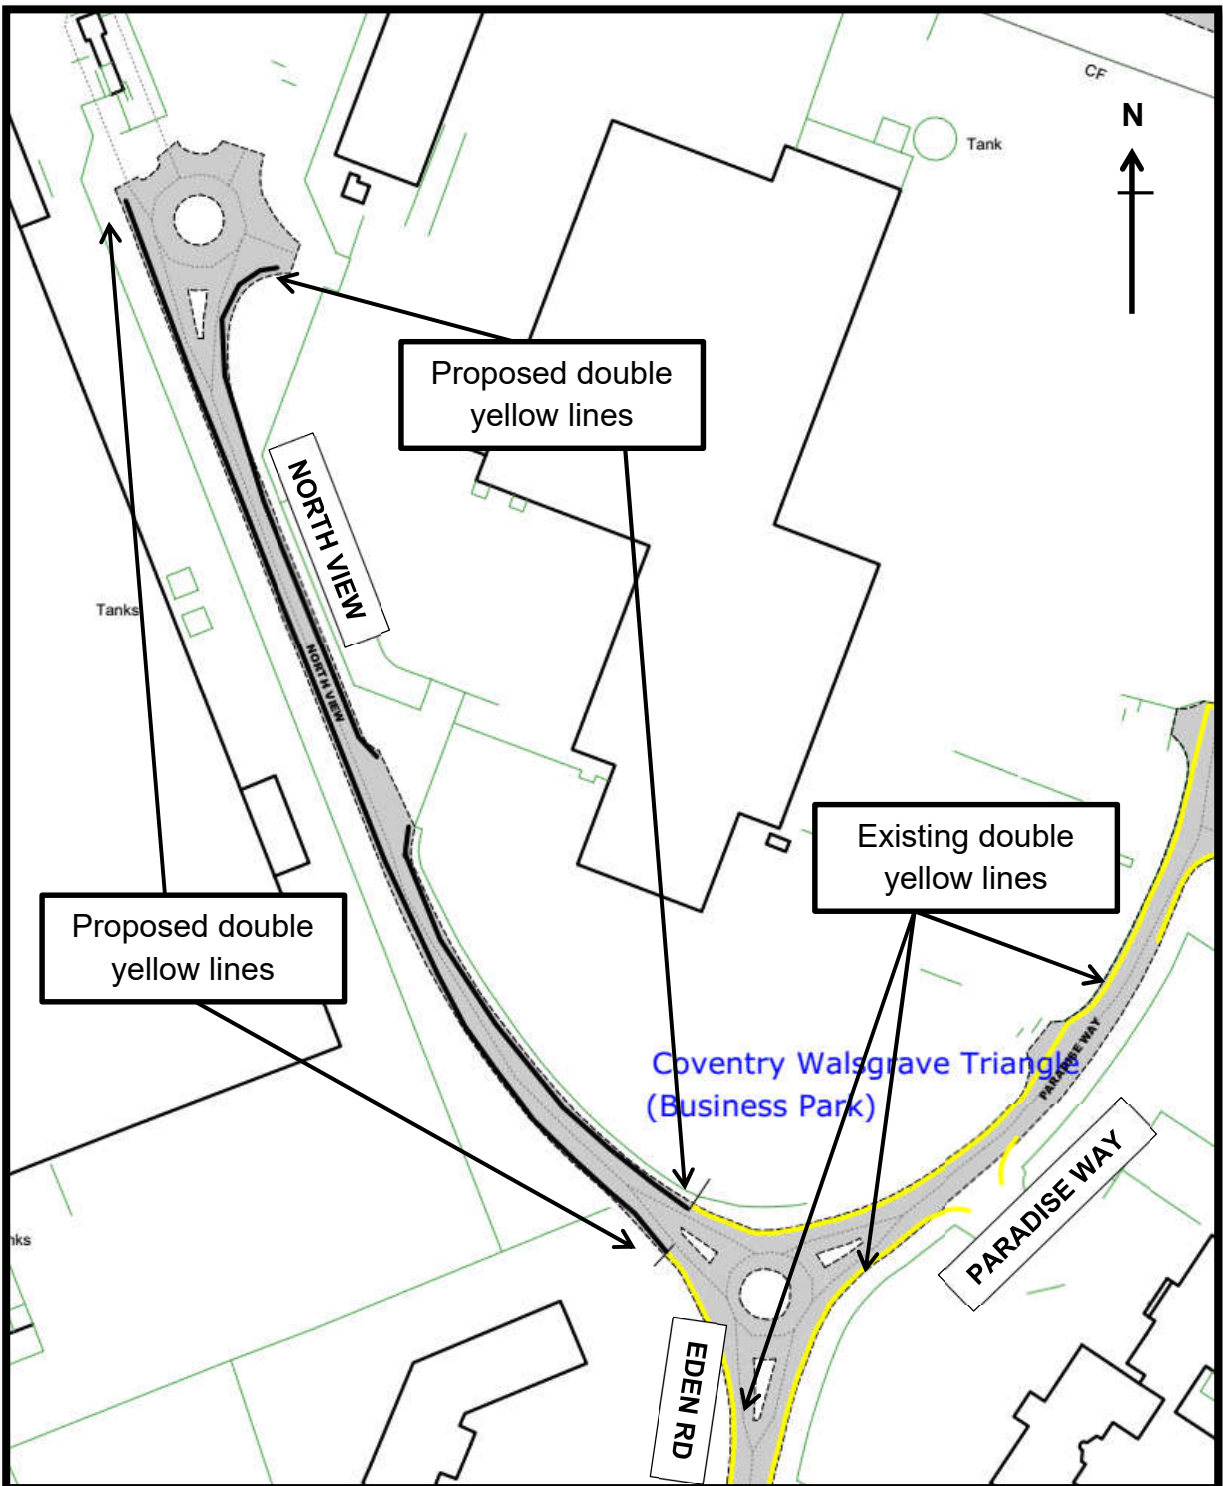 CF
N
Tank
Proposed double
yellow lines
NORTH VIEW
Tanks
NORTH VIEW
Existing double
yellow lines
Proposed double
yellow lines
Coventry Walsgrave Triangle
(Business Park)
PARADISE WAY
PARADISE WAY
nks
EDEN RD